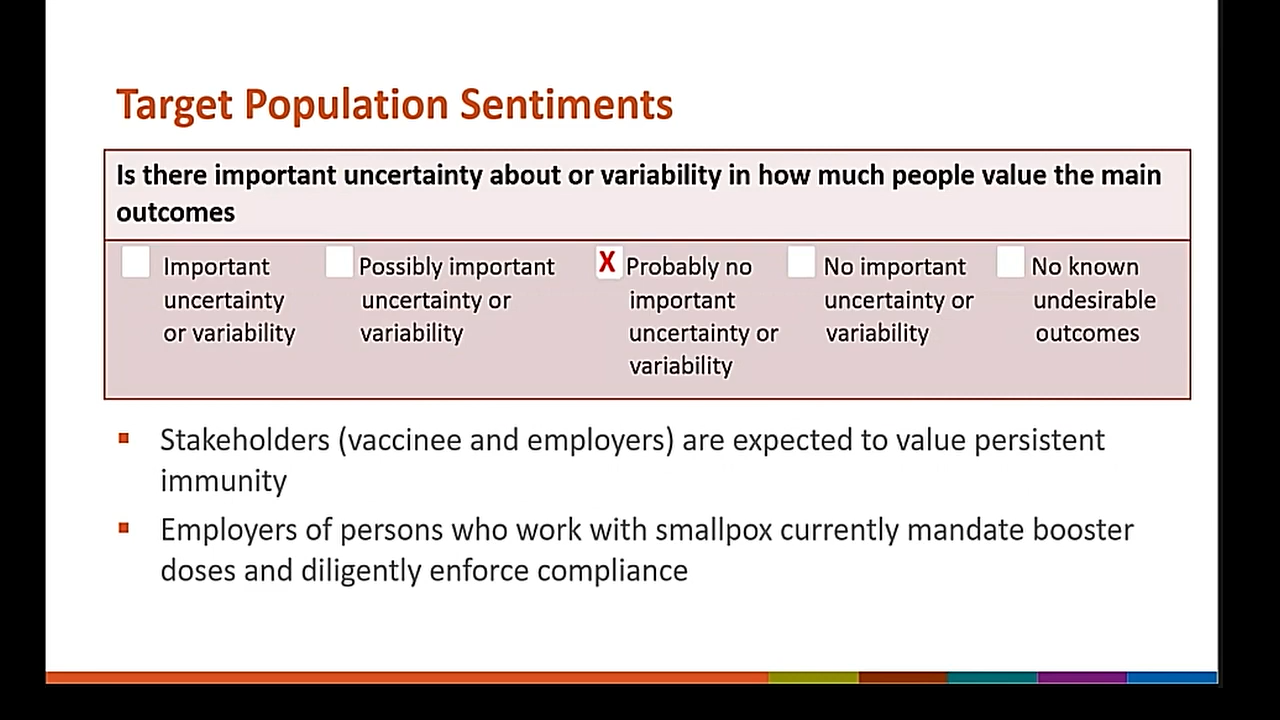 Target Population Sentiments
Is there important uncertainty about or variability in how much people value the main
outcomes
Important
uncertainty
or variability
Possibly important
uncertainty or
variability
X Probably no
important
uncertainty or
variability
No important
uncertainty or
variability
No known
undesirable
outcomes
Stakeholders (vaccinee and employers) are expected to value persistent
immunity
Employers of persons who work with smallpox currently mandate booster
doses and diligently enforce compliance